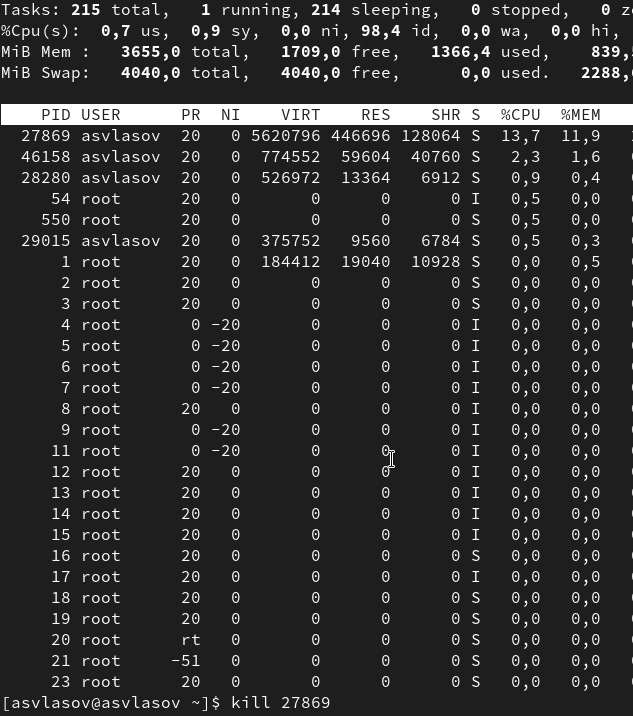 Tasks: 215 total,   1 running, 214 sleeping,   0 stopped,   0 z
%Cpu(s):  0,7 us,  0,9 sy,  0,0 ni, 98,4 id,  0,0 wa,  0,0 hi,
MiB Mem :   3655,0 total,   1709,0 free,   1366,4 used,    839,
MiB Swap:   4040,0 total,   4040,0 free,      0,0 used.   2288,
PID USER      PR  NI    VIRT    RES    SHR S  %CPU  %MEM
27869 asvlasov  20   0 5620796 446696 128064 S  13,7  11,9
46158 asvlasov  20   0  774552  59604  40760 S   2,3   1,6
28280 asvlasov  20   0  526972  13364   6912 S   0,9   0,4
54 root      20   0       0      0      0 I   0,5   0,0
550 root      20   0       0      0      0 S   0,5   0,0
29015 asvlasov  20   0  375752   9560   6784 S   0,5   0,3
1 root      20   0  184412  19040  10928 S   0,0   0,5
2 root      20   0       0      0      0 S   0,0   0,0
3 root      20   0       0      0      0 S   0,0   0,0
4 root       0 -20       0      0      0 I   0,0   0,0
5 root       0 -20       0      0      0 I   0,0   0,0
6 root       0 -20       0      0      0 I   0,0   0,0
7 root       0 -20       0      0      0 I   0,0   0,0
8 root      20   0       0      0      0 I   0,0   0,0
9 root       0 -20       0      0      0 I   0,0   0,0
11 root       0 -20       0      0      0 I   0,0   0,0
12 root      20   0       0      0      0 I   0,0   0,0
13 root      20   0       0      0      0 I   0,0   0,0
14 root      20   0       0      0      0 I   0,0   0,0
15 root      20   0       0      0      0 I   0,0   0,0
16 root      20   0       0      0      0 S   0,0   0,0
17 root      20   0       0      0      0 I   0,0   0,0
18 root      20   0       0      0      0 S   0,0   0,0
19 root      20   0       0      0      0 S   0,0   0,0
20 root      rt   0       0      0      0 S   0,0   0,0
21 root     -51   0       0      0      0 S   0,0   0,0
23 root      20   0       0      0      0 S   0,0   0,0
[asvlasov@asvlasov ~]$ kill 27869